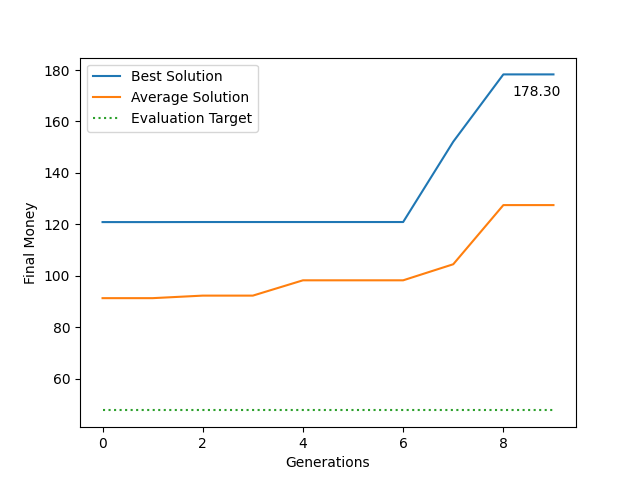 180
160
140
120
100
80
60
Final Money
Best Solution
Average Solution
Evaluation Target
178.30
0
2
4
6
8
Generations